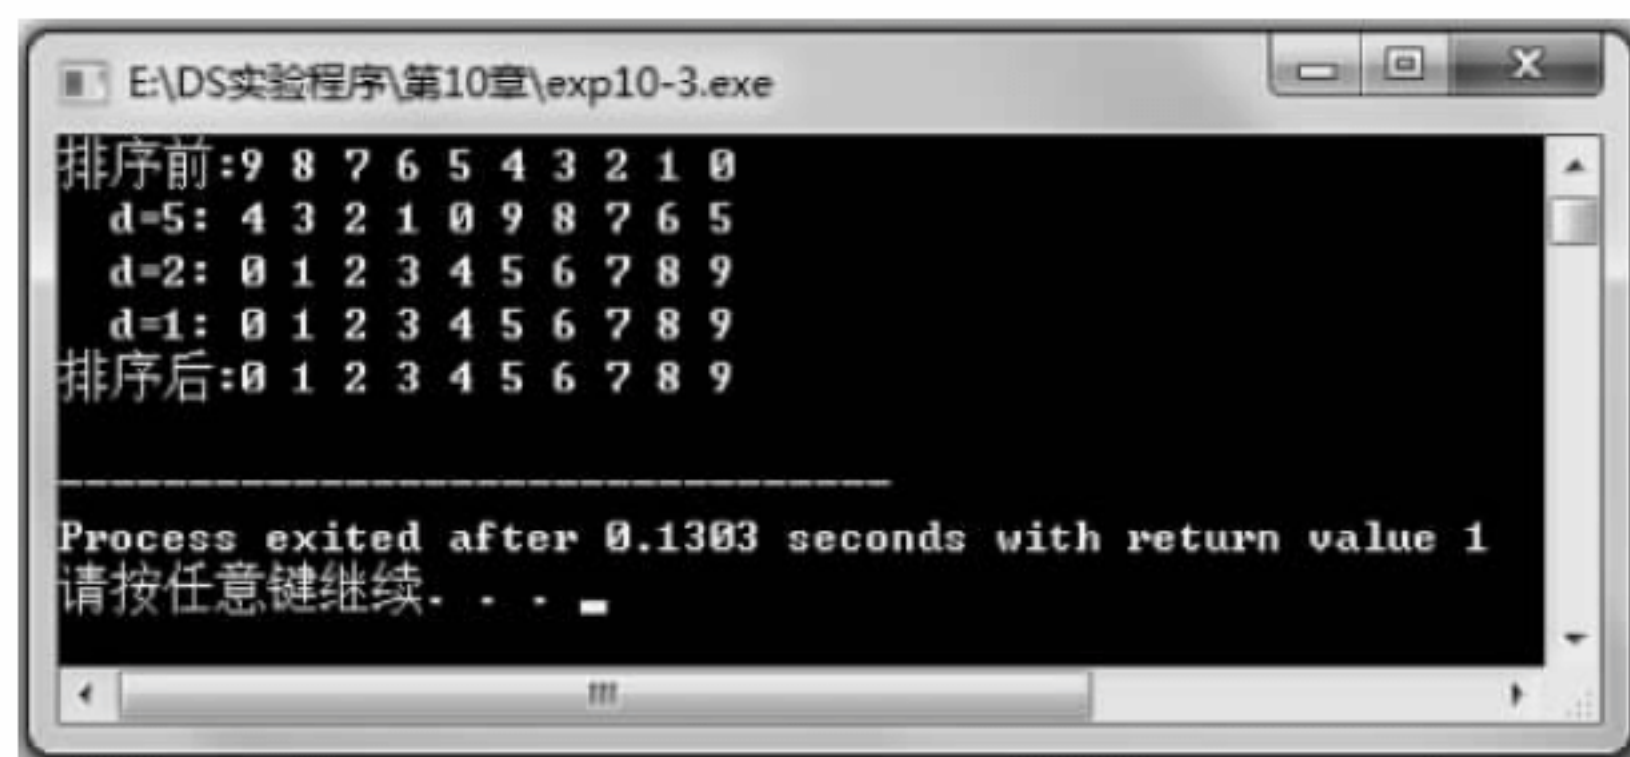 E:\DS实验程序\第10章\exp10-3.exe
排序前:9 8 7 6 5 4 3 2 1 0
d=5: 4 3 2 1 0 9 8 7 6 5
d=2: 0 1 2 3 4 5 6 7 8 9
d=1: 0 1 2 3 4 5 6 7 8 9
排序后:0 1 2 3 4 5 6 7 8 9
--------------------------------
Process exited after 0.1303 seconds with return value 1
请按任意键继续. . .